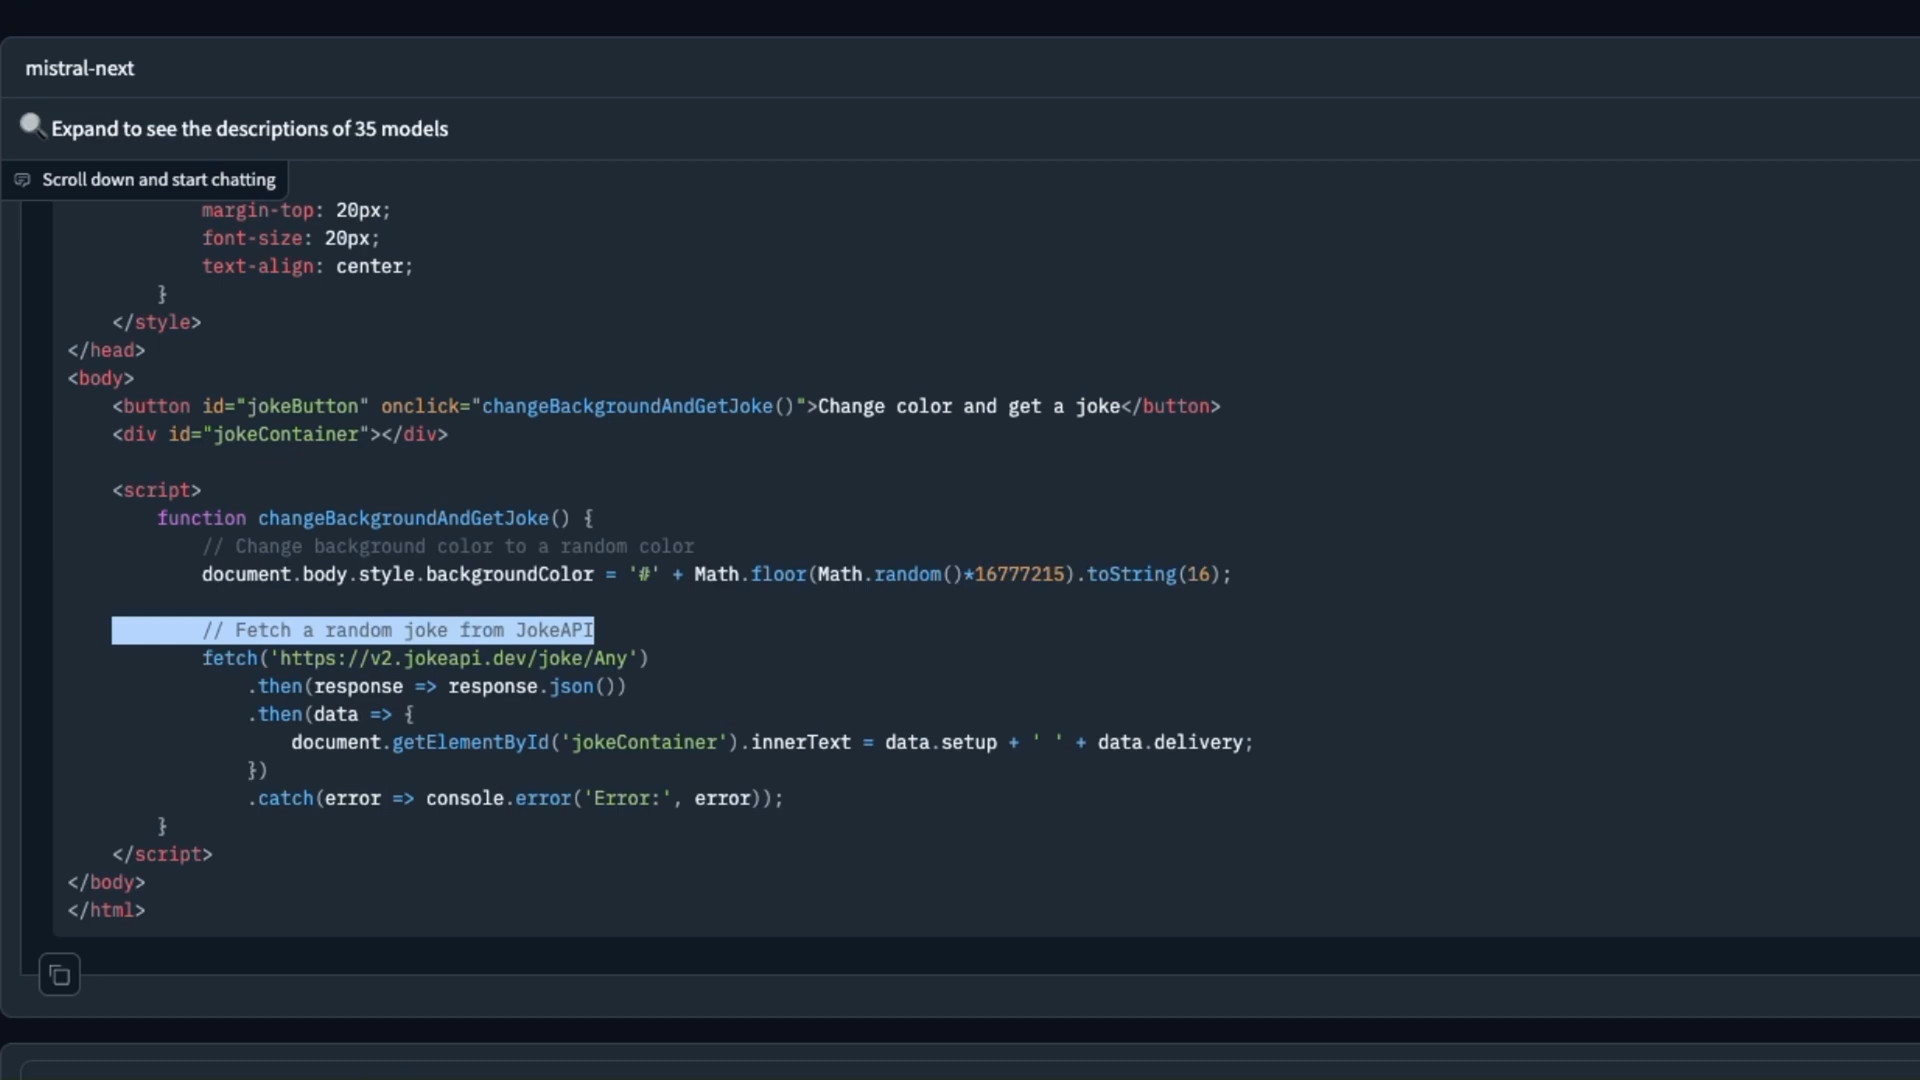 mistral-next
Expand to see the descriptions of 35 models
Scroll down and start chatting
margin-top: 20px;
font-size: 20px;
text-align: center;
}
</style>
</head>
<body>
<button id="jokeButton" onclick="changeBackgroundAndGetJoke()">Change color and get a joke</button>
<div id="jokeContainer"></div>
<script>
function changeBackgroundAndGetJoke() {
// Change background color to a random color
document.body.style.backgroundColor = '#' + Math.floor(Math.random()*16777215).toString(16);
// Fetch a random joke from JokeAPI
fetch('https://v2.jokeapi.dev/joke/Any')
.then(response => response.json())
.then(data => {
document.getElementById('jokeContainer').innerText = data.setup + ' ' + data.delivery;
})
.catch(error => console.error('Error:', error));
}
</script>
</body>
</html>